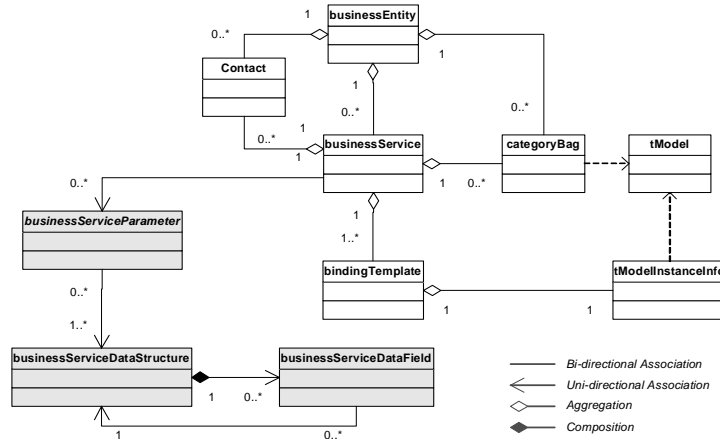 1
businessEntity
0..*
1
1
Contact
1
0..*
0..*
1
0..*
businessService
categoryBag
tModel
1
1
0..*
0..*
1
businessServiceParameter
1..*
bindingTemplate
tModelInstanceInfo
0..*
1
1
1..*
businessServiceDataStructure
businessServiceDataField
1
0..*
1
0..*
Bi-directional Association
Uni-directional Association
Aggregation
Composition